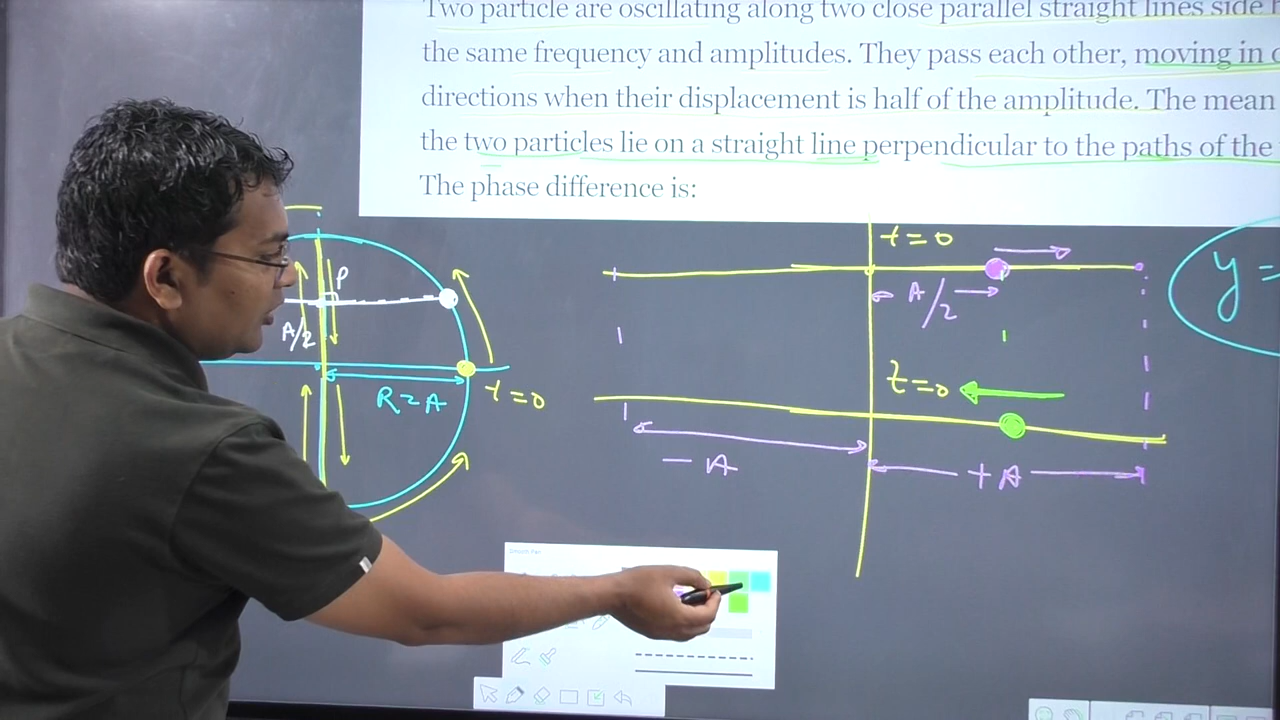 Two particle are oscillating along two close parallel straight lines side
the same frequency and amplitudes. They pass each other, moving in
directions when their displacement is half of the amplitude. The mean
the two particles lie on a straight line perpendicular to the paths of the
The phase difference is:
t=0
P
A/2
A/2
y=
R=A
t=0
t=0
-A
+A
Smooth Pen